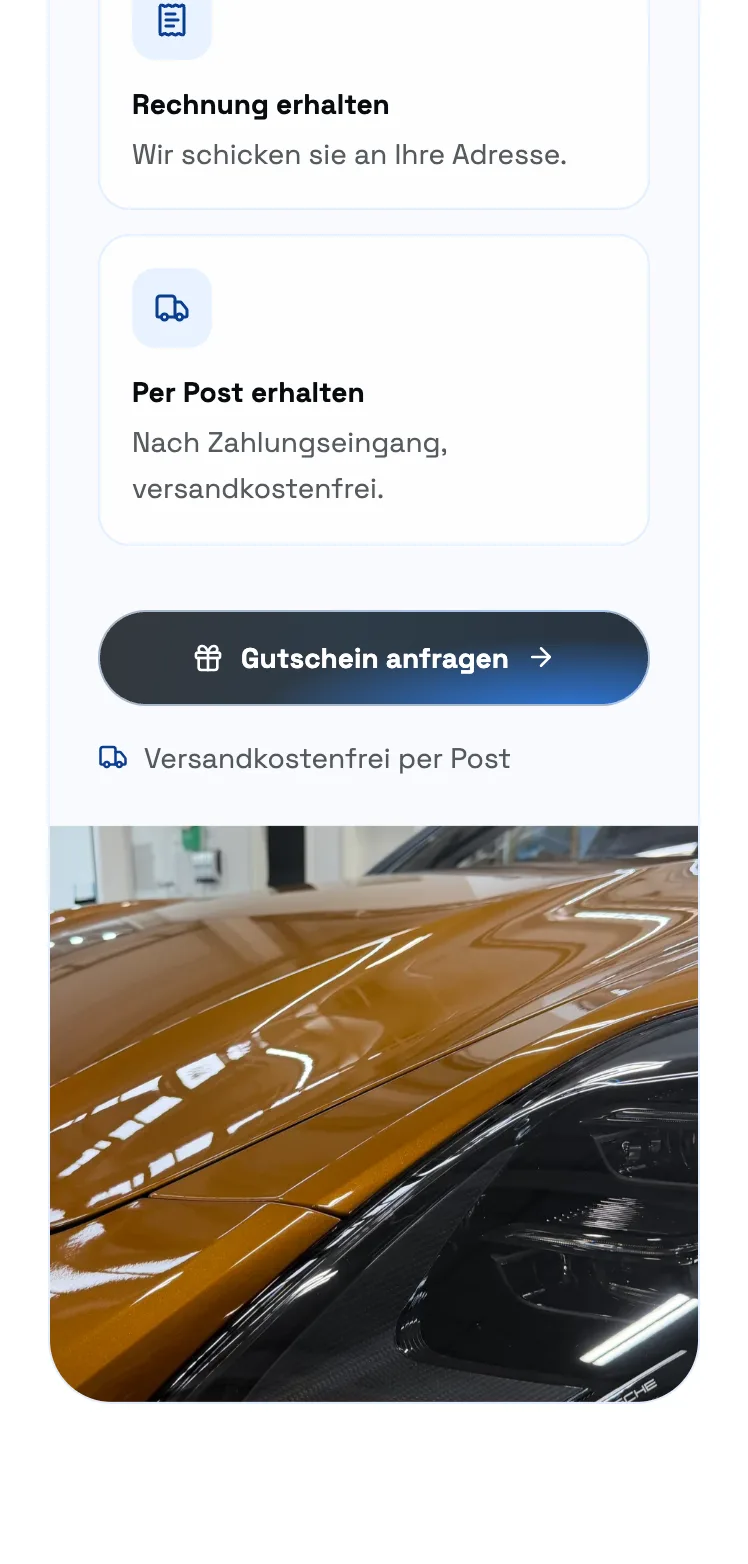 Rechnung erhalten
Wir schicken sie an Ihre Adresse.
Per Post erhalten
Nach Zahlungseingang,
versandkostenfrei.
Gutschein anfragen
Versandkostenfrei per Post
CHE